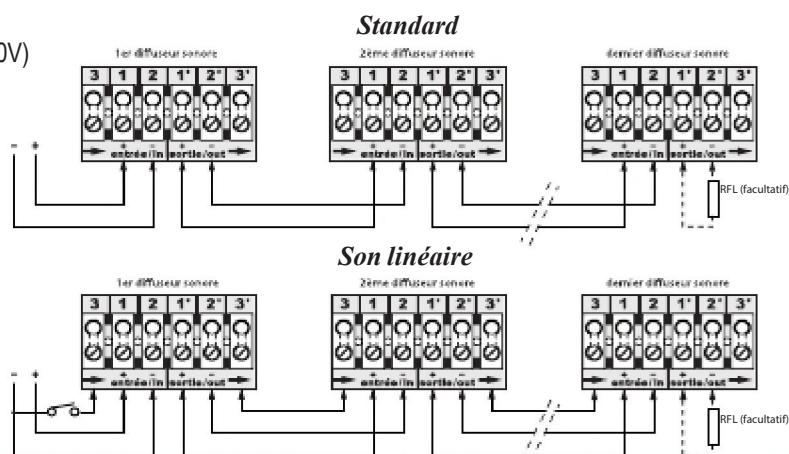 Standard
0V)
1er diffuseur sonore
2ème diffuseur sonore
dernier diffuseur sonore
3 1 2 1' 2' 3'
3 1 2 1' 2' 3'
3 1 2 1' 2' 3'
- +
+ - + -
+ - + -
+ - + -
entrée/in sortie/out
entrée/in sortie/out
entrée/in sortie/out
RFL (facultatif)
Son linéaire
1er diffuseur sonore
2ème diffuseur sonore
dernier diffuseur sonore
3 1 2 1' 2' 3'
3 1 2 1' 2' 3'
3 1 2 1' 2' 3'
- +
+ - + -
+ - + -
+ - + -
entrée/in sortie/out
entrée/in sortie/out
entrée/in sortie/out
RFL (facultatif)